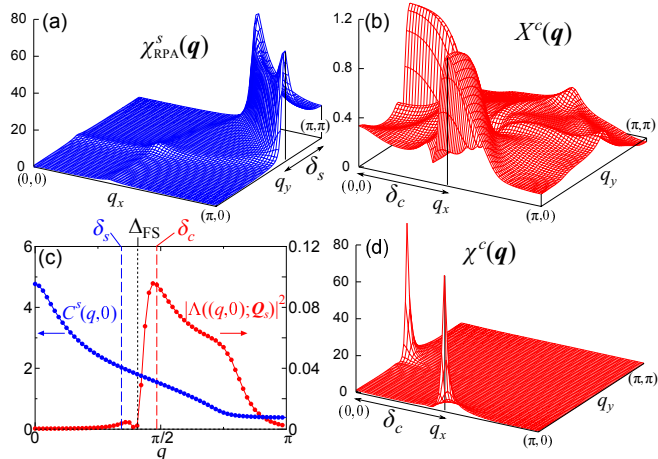 (a)
χ^s_RPA(q)
80
60
40
20
0
(0, 0)
q_x
(π, 0)
q_y
δ_s
(π, π)
(b)
X^c(q)
1.2
0.8
0.4
0
(0, 0)
δ_c
q_x
(π, 0)
q_y
(π, π)
(c)
δ_s
Δ_FS
δ_c
6
4
2
0
C^s(q,0)
|Λ((q,0);Q_s)|^2
0.12
0.08
0.04
0
0
π/2
π
q
(d)
χ^c(q)
80
60
40
20
0
(0, 0)
δ_c
q_x
(π, 0)
q_y
(π, π)